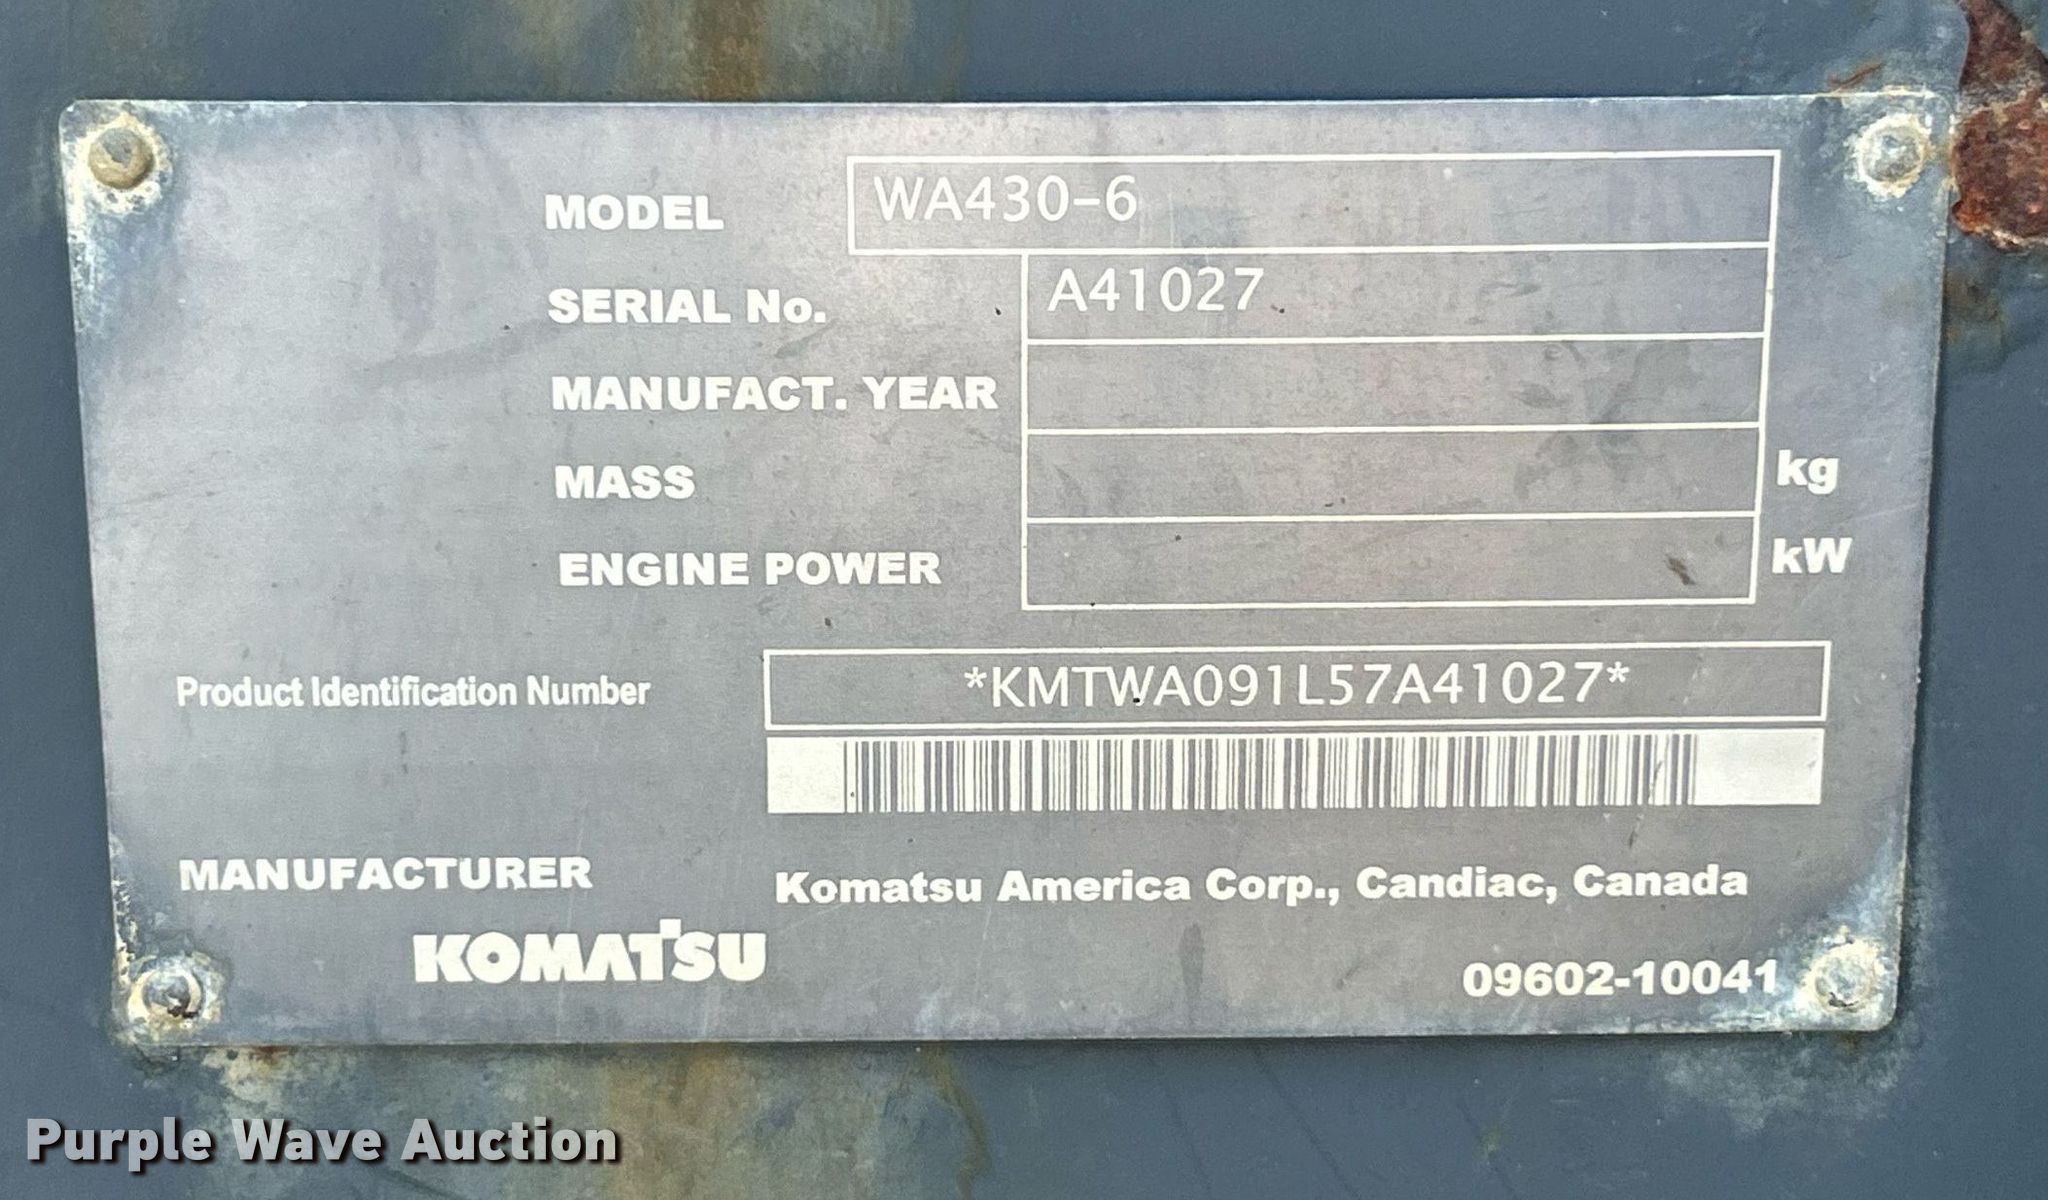 MODEL WA430-6
SERIAL No. A41027
MANUFACT. YEAR
MASS kg
ENGINE POWER kW
Product Identification Number *KMTWA091L57A41027*
MANUFACTURER Komatsu America Corp., Candiac, Canada
KOMATSU
09602-10041
Purple Wave Auction